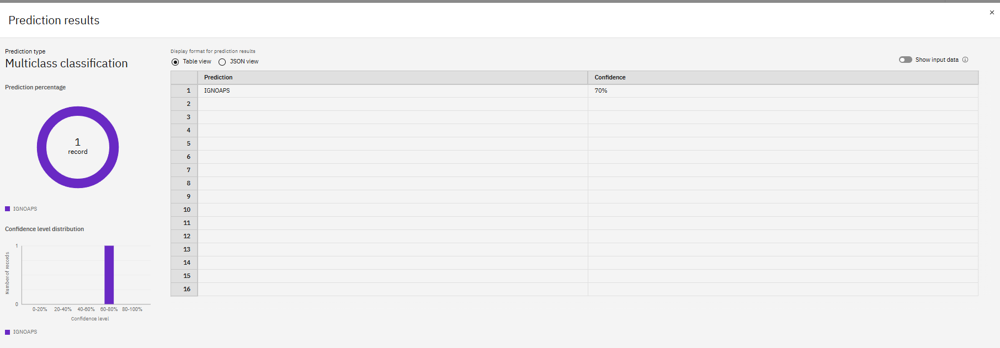 Prediction results
Prediction type
Multiclass classification
Prediction percentage
1
record
IGNOAPS
Confidence level distribution
Number of records
1
0
0-20% 20-40% 40-60% 60-80% 80-100%
Confidence level
IGNOAPS
Display format for prediction results
Table view JSON view
Show input data
Prediction Confidence
1 IGNOAPS 70%
2
3
4
5
6
7
8
9
10
11
12
13
14
15
16